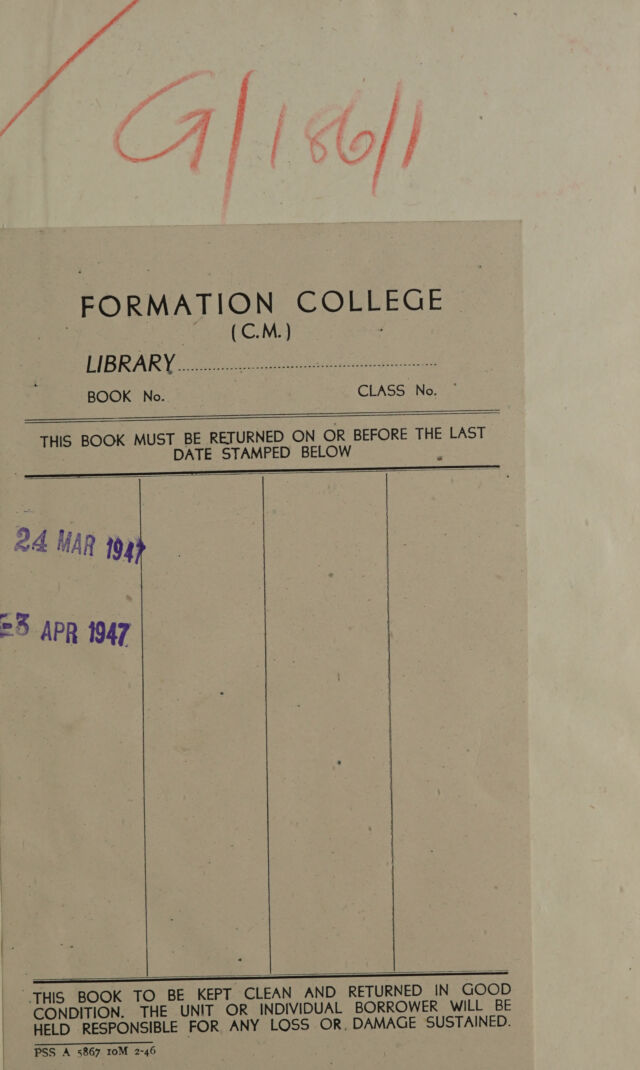 G/186/1
FORMATION COLLEGE
(C.M.)
LIBRARY
BOOK No. CLASS No.
THIS BOOK MUST BE RETURNED ON OR BEFORE THE LAST
DATE STAMPED BELOW
24 MAR 1947
-3 APR 1947
THIS BOOK TO BE KEPT CLEAN AND RETURNED IN GOOD
CONDITION. THE UNIT OR INDIVIDUAL BORROWER WILL BE
HELD RESPONSIBLE FOR ANY LOSS OR DAMAGE SUSTAINED.
PSS A 5867 10M 2-46